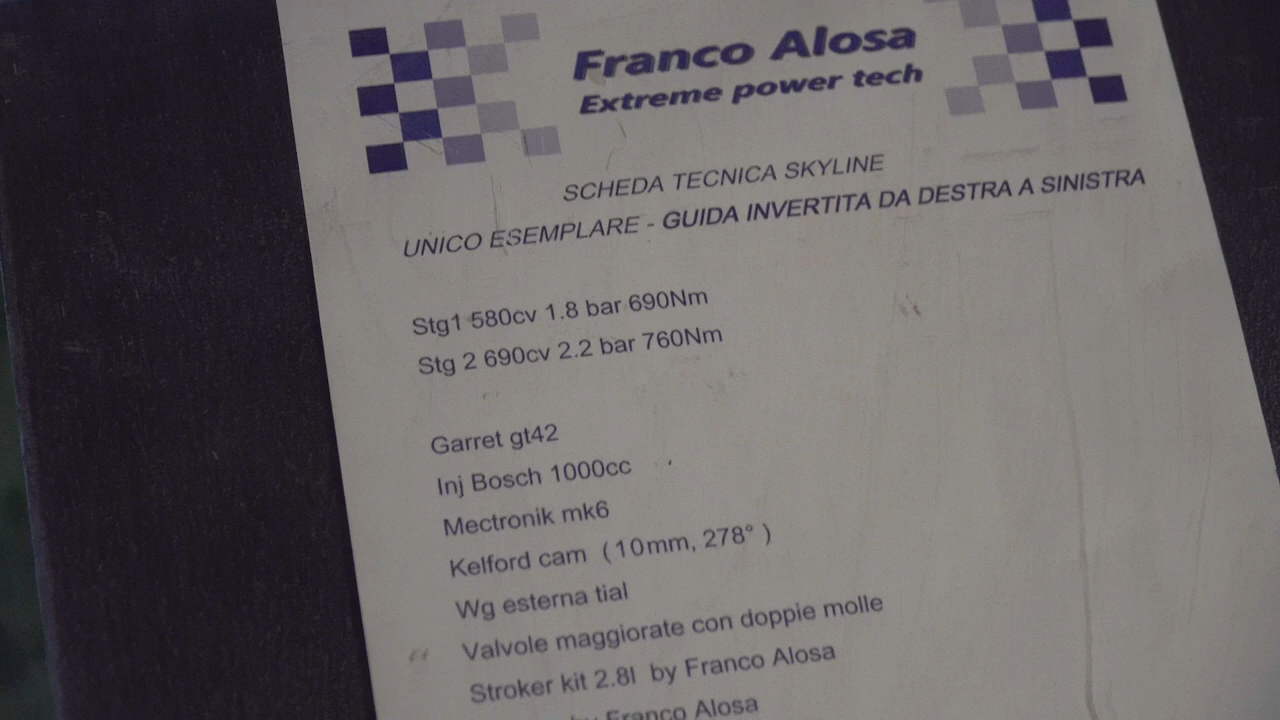 Franco Alosa
Extreme power tech
SCHEDA TECNICA SKYLINE
UNICO ESEMPLARE - GUIDA INVERTITA DA DESTRA A SINISTRA
Stg1 580cv 1.8 bar 690Nm
Stg 2 690cv 2.2 bar 760Nm
Garret gt42
Inj Bosch 1000cc
Mectronik mk6
Kelford cam (10mm, 278° )
Wg esterna tial
Valvole maggiorate con doppie molle
Stroker kit 2.8l by Franco Alosa
by Franco Alosa